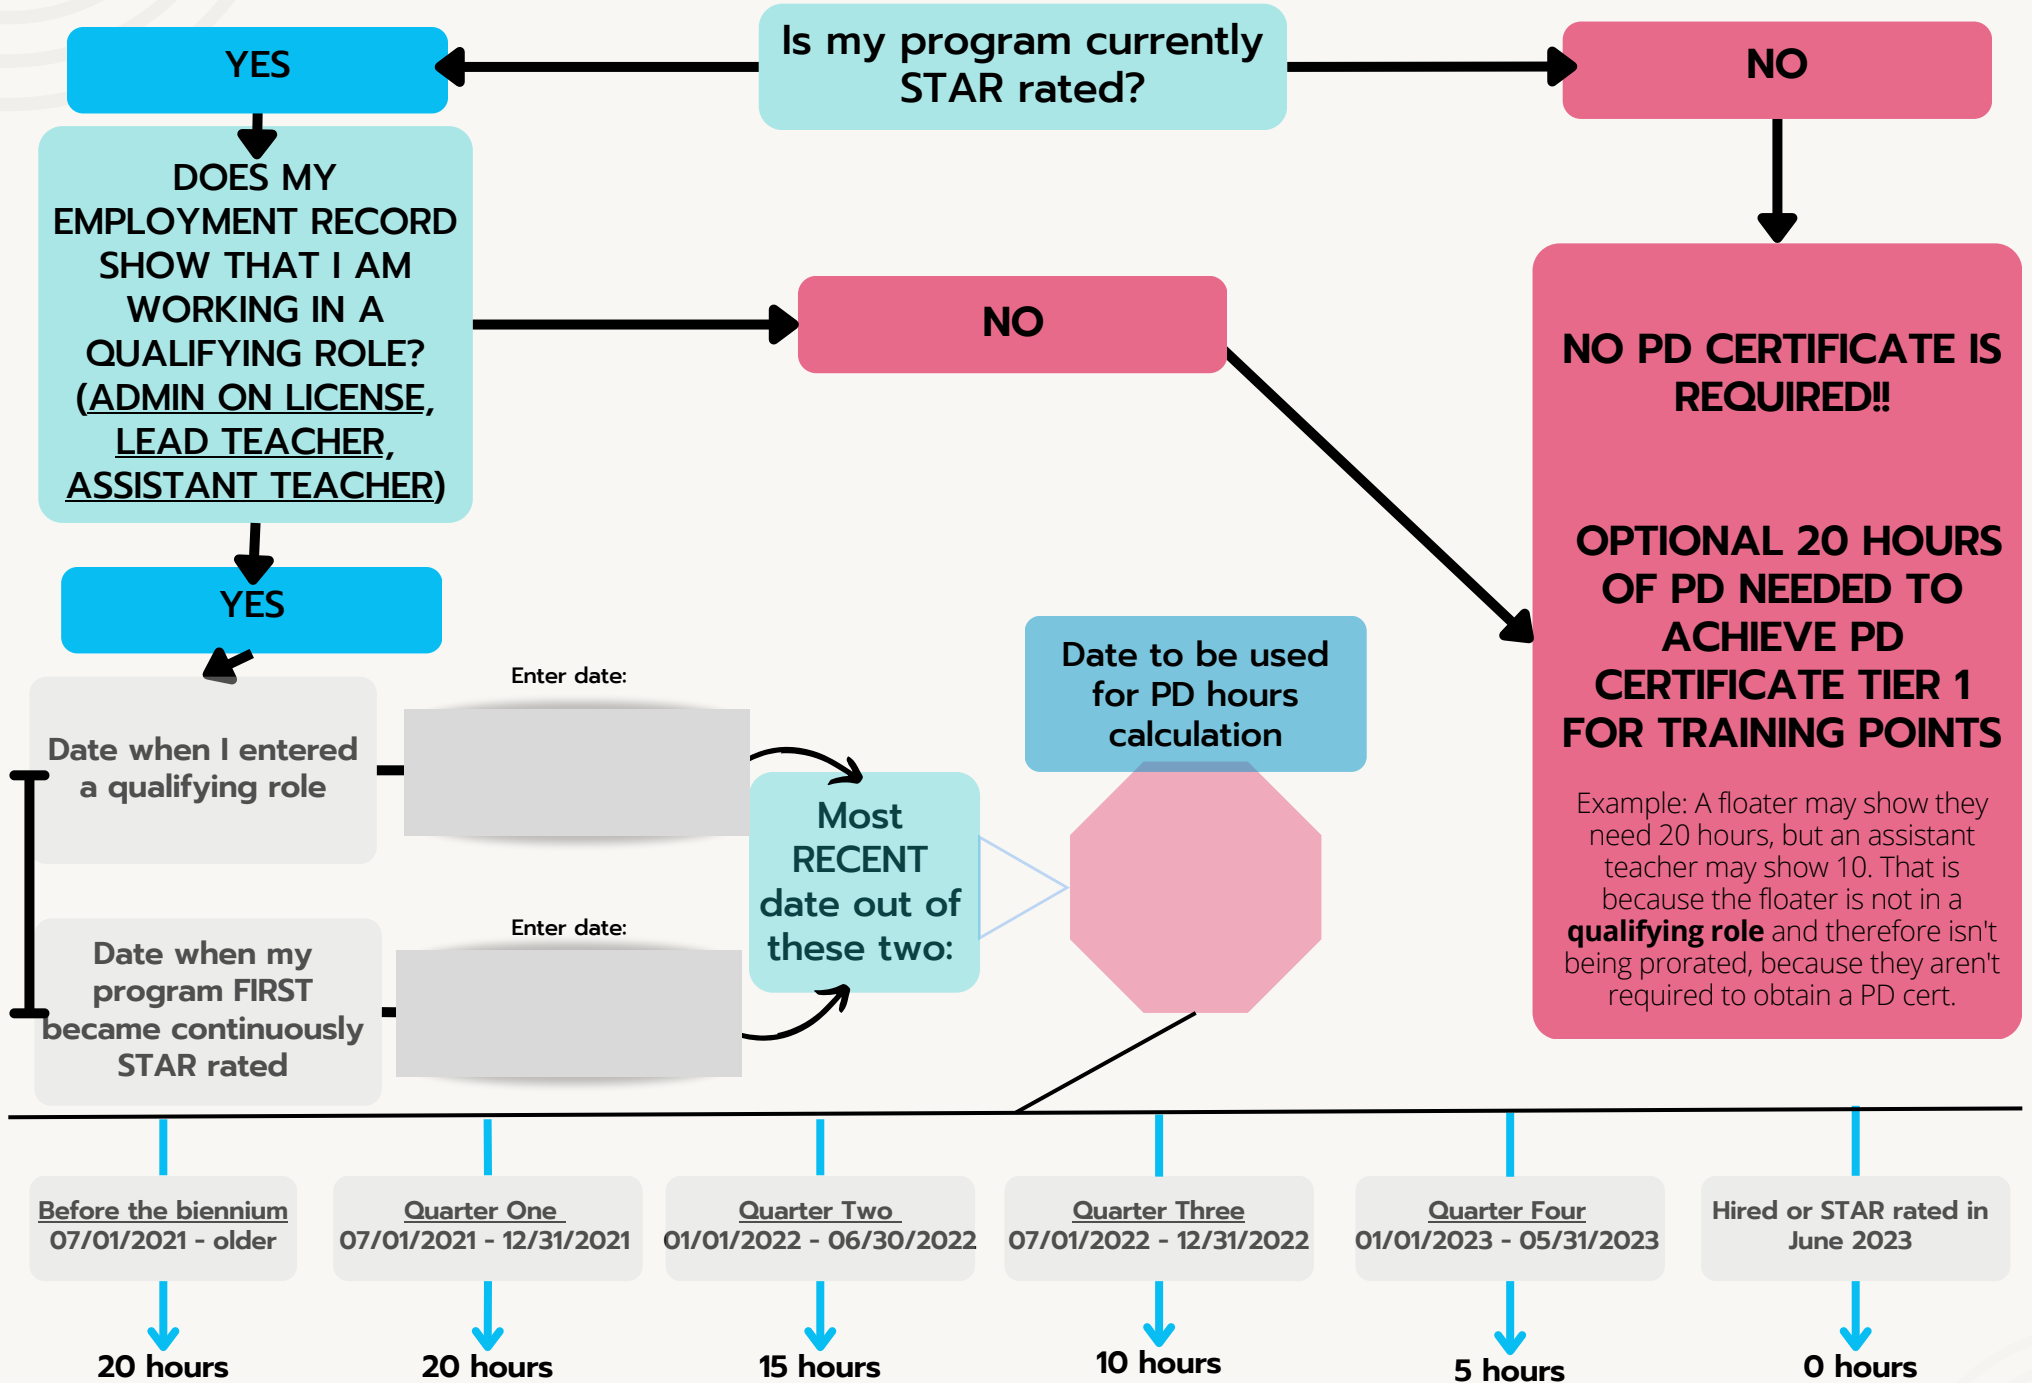 Is my program currently
STAR rated?
YES
NO
DOES MY
EMPLOYMENT RECORD
SHOW THAT I AM
WORKING IN A
QUALIFYING ROLE?
(ADMIN ON LICENSE,
LEAD TEACHER,
ASSISTANT TEACHER)
NO
YES
NO PD CERTIFICATE IS
REQUIRED!!
OPTIONAL 20 HOURS
OF PD NEEDED TO
ACHIEVE PD
CERTIFICATE TIER 1
FOR TRAINING POINTS
Example: A floater may show they
need 20 hours, but an assistant
teacher may show 10. That is
because the floater is not in a
qualifying role and therefore isn't
being prorated, because they aren't
required to obtain a PD cert.
Date when I entered
a qualifying role
Enter date:
Date when my
program FIRST
became continuously
STAR rated
Enter date:
Most
RECENT
date out of
these two:
Date to be used
for PD hours
calculation
Before the biennium
07/01/2021 - older
20 hours
Quarter One
07/01/2021 - 12/31/2021
20 hours
Quarter Two
01/01/2022 - 06/30/2022
15 hours
Quarter Three
07/01/2022 - 12/31/2022
10 hours
Quarter Four
01/01/2023 - 05/31/2023
5 hours
Hired or STAR rated in
June 2023
0 hours